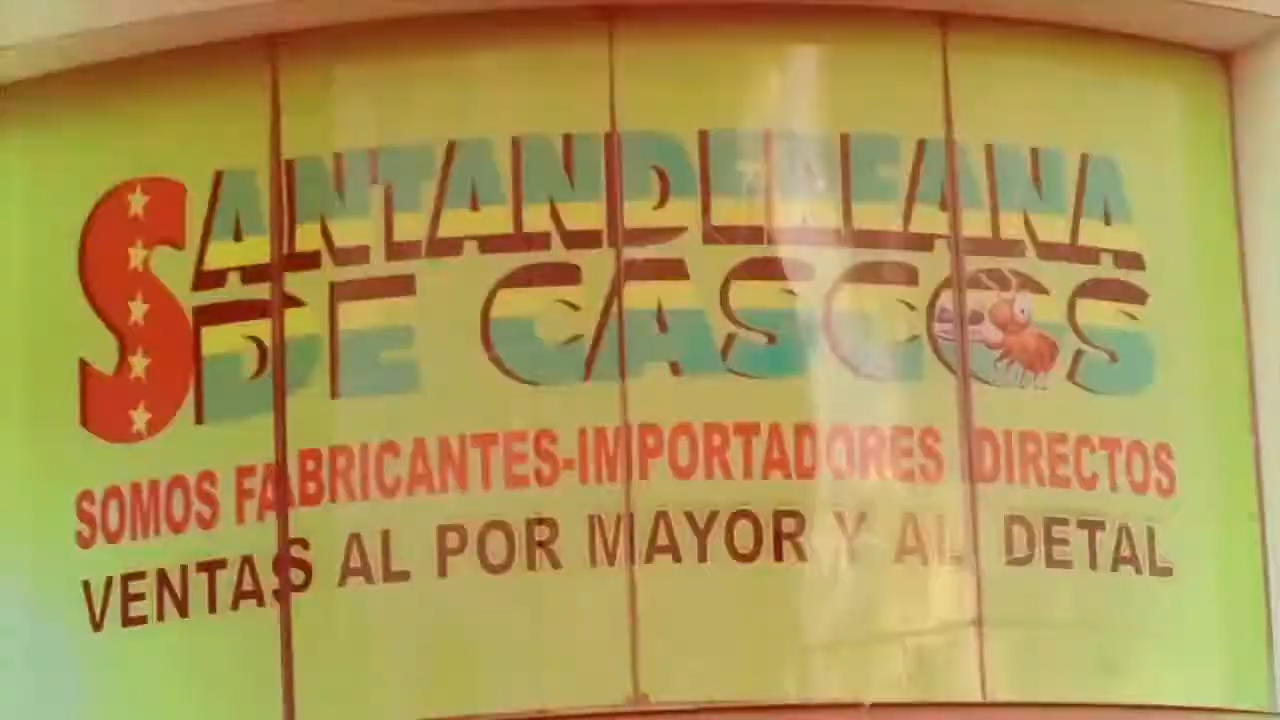 SANTANDEREANA
DE CASCOS
SOMOS FABRICANTES-IMPORTADORES DIRECTOS
VENTAS AL POR MAYOR Y AL DETAL